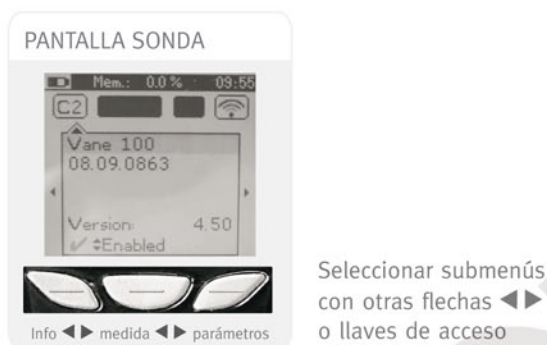 PANTALLA SONDA
Mem.: 0.0 % 09:55
C2
Vane 100
08.09.0863
Version: 4.50
✓ ⬍Enabled
Info ◀▶ medida ◀▶ parámetros
Seleccionar submenús
con otras flechas ◀▶
o llaves de acceso